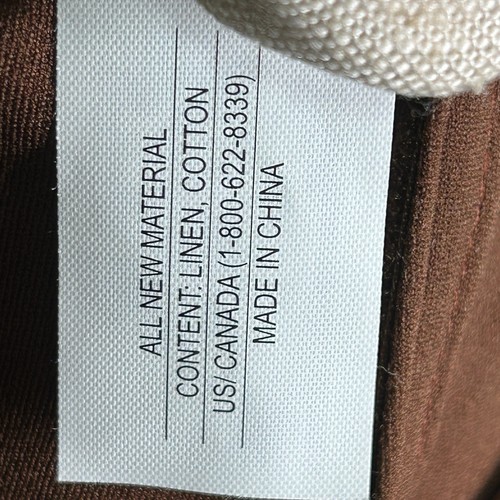 ALL NEW MATERIAL
CONTENT: LINEN, COTTON
US/ CANADA (1-800-622-8339)
MADE IN CHINA